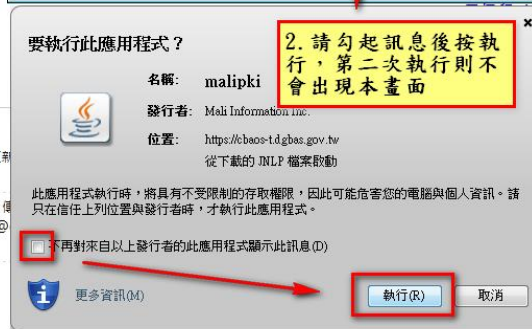 要執行此應用程式？
2.請勾起訊息後按執
行，第二次執行則不
會出現本畫面
名稱: malipki
發行者: Mali Information Inc.
位置: https://cbaos-t.dgbas.gov.tw
從下載的 JNLP 檔案啟動
此應用程式執行時，將具有不受限制的存取權限，因此可能危害您的電腦與個人資訊。請
只在信任上列位置與發行者時，才執行此應用程式。
不再對來自以上發行者的此應用程式顯示此訊息(D)
更多資訊(M)
執行(R)
取消